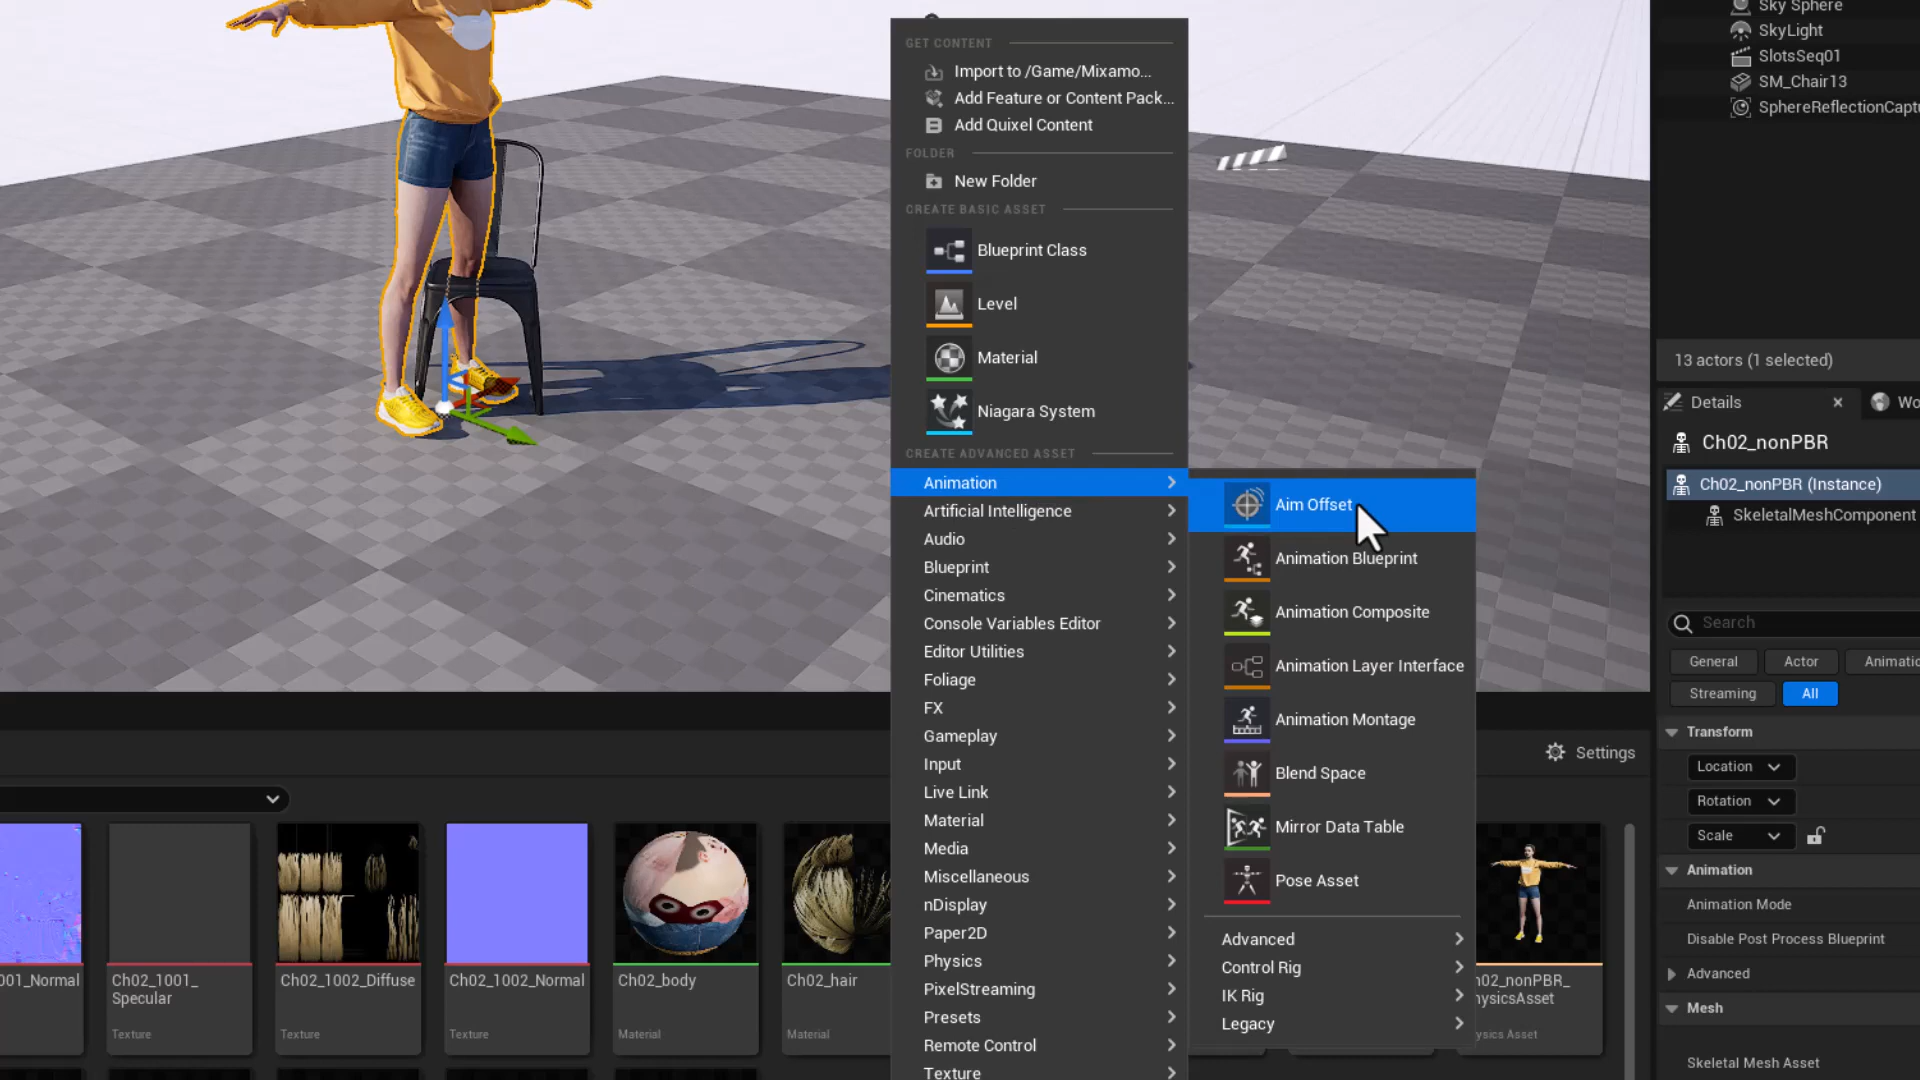 GET CONTENT
Import to /Game/Mixamo...
Add Feature or Content Pack...
Add Quixel Content
FOLDER
New Folder
CREATE BASIC ASSET
Blueprint Class
Level
Material
Niagara System
CREATE ADVANCED ASSET
Animation
Artificial Intelligence
Audio
Blueprint
Cinematics
Console Variables Editor
Editor Utilities
Foliage
FX
Gameplay
Input
Live Link
Material
Media
Miscellaneous
nDisplay
Paper2D
Physics
PixelStreaming
Presets
Remote Control
Texture
Aim Offset
Animation Blueprint
Animation Composite
Animation Layer Interface
Animation Montage
Blend Space
Mirror Data Table
Pose Asset
Advanced
Control Rig
IK Rig
Legacy
Sky Sphere
SkyLight
SlotsSeq01
SM_Chair13
SphereReflectionCaptu
13 actors (1 selected)
Details
Wo
Ch02_nonPBR
Ch02_nonPBR (Instance)
SkeletalMeshComponent
Search
General
Actor
Animatio
Streaming
All
Transform
Location
Rotation
Scale
Animation
Animation Mode
Disable Post Process Blueprint
Advanced
Mesh
Skeletal Mesh Asset
Settings
001_Normal
Ch02_1001_
Specular
Texture
Ch02_1002_Diffuse
Texture
Ch02_1002_Normal
Texture
Ch02_body
Material
Ch02_hair
Material
h02_nonPBR_
hysicsAsset
ysics Asset